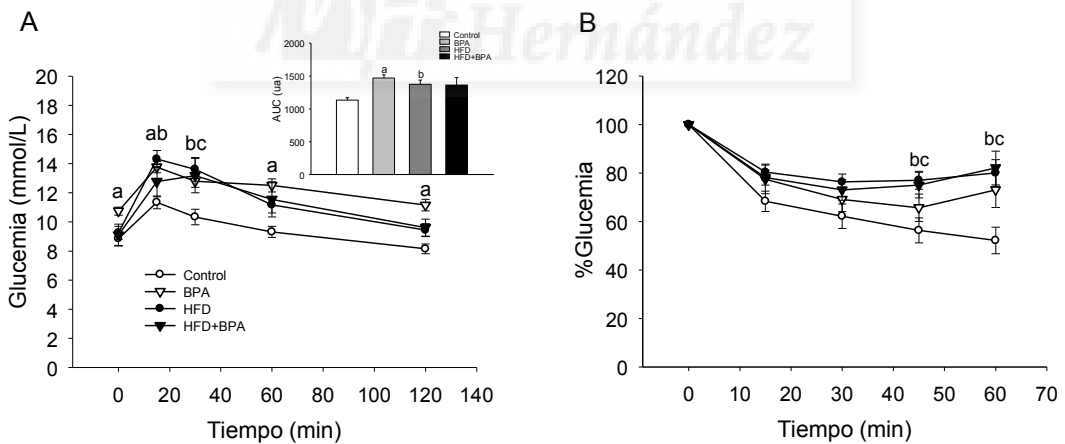 Hernández
A
B
Control
BPA
HFD
HFD+BPA
2000
1500
1000
500
0
AUC (ua)
a
b
20
18
16
14
12
10
8
6
4
2
0
Glucemia (mmol/L)
a
ab
bc
a
a
Control
BPA
HFD
HFD+BPA
0 20 40 60 80 100 120 140
Tiempo (min)
120
100
80
60
40
20
0
%Glucemia
bc
bc
0 10 20 30 40 50 60 70
Tiempo (min)